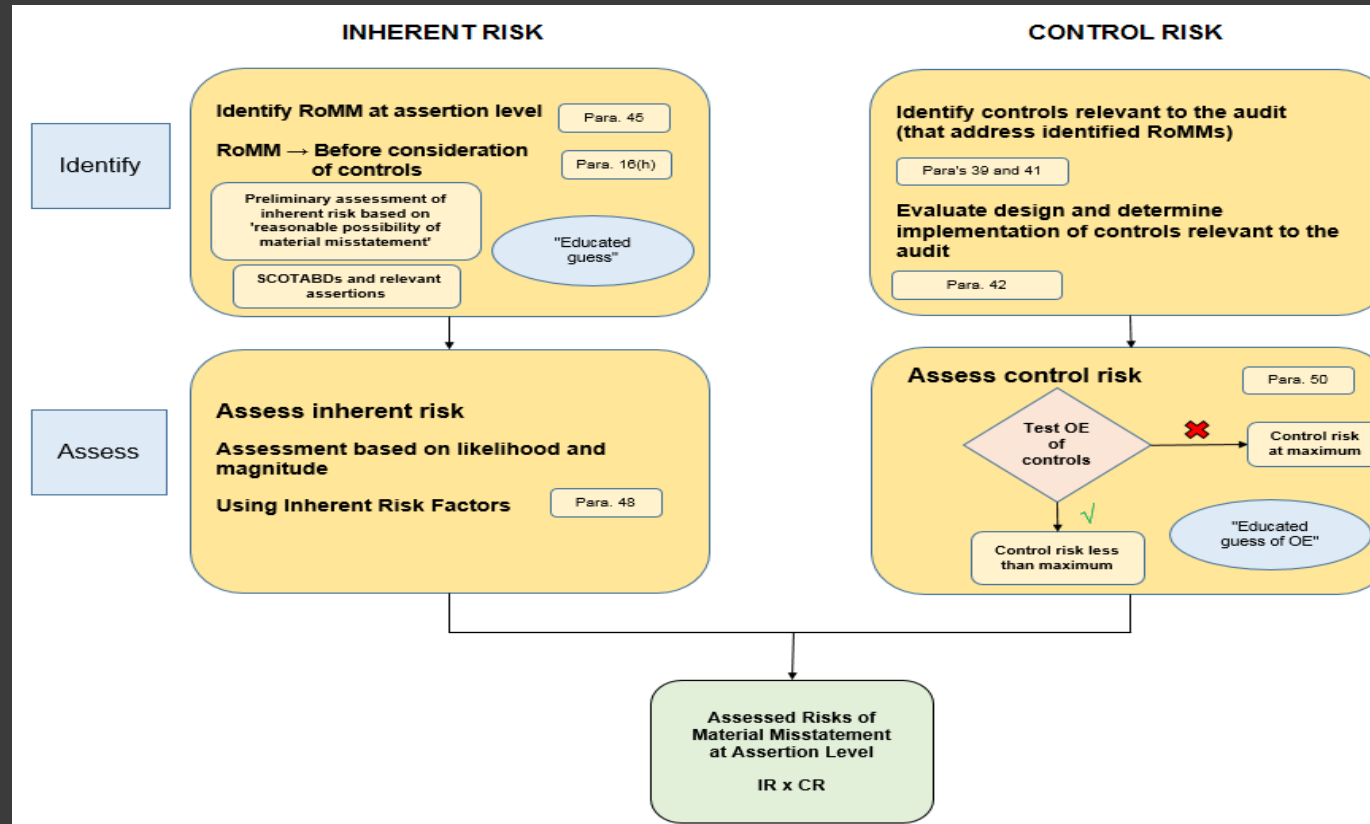 INHERENT RISK
CONTROL RISK
Identify
Identify RoMM at assertion level
Para. 45
RoMM → Before consideration
of controls
Para. 16(h)
Preliminary assessment of
inherent risk based on
'reasonable possibility of
material misstatement'
"Educated
guess"
SCOTABDs and relevant
assertions
Identify controls relevant to the audit
(that address identified RoMMs)
Para's 39 and 41
Evaluate design and determine
implementation of controls relevant to the
audit
Para. 42
Assess
Assess inherent risk
Assessment based on likelihood and
magnitude
Using Inherent Risk Factors
Para. 48
Assess control risk
Para. 50
Test OE
of
controls
Control risk
at maximum
√
"Educated
guess of OE"
Control risk less
than maximum
Assessed Risks of
Material Misstatement
at Assertion Level
IR x CR